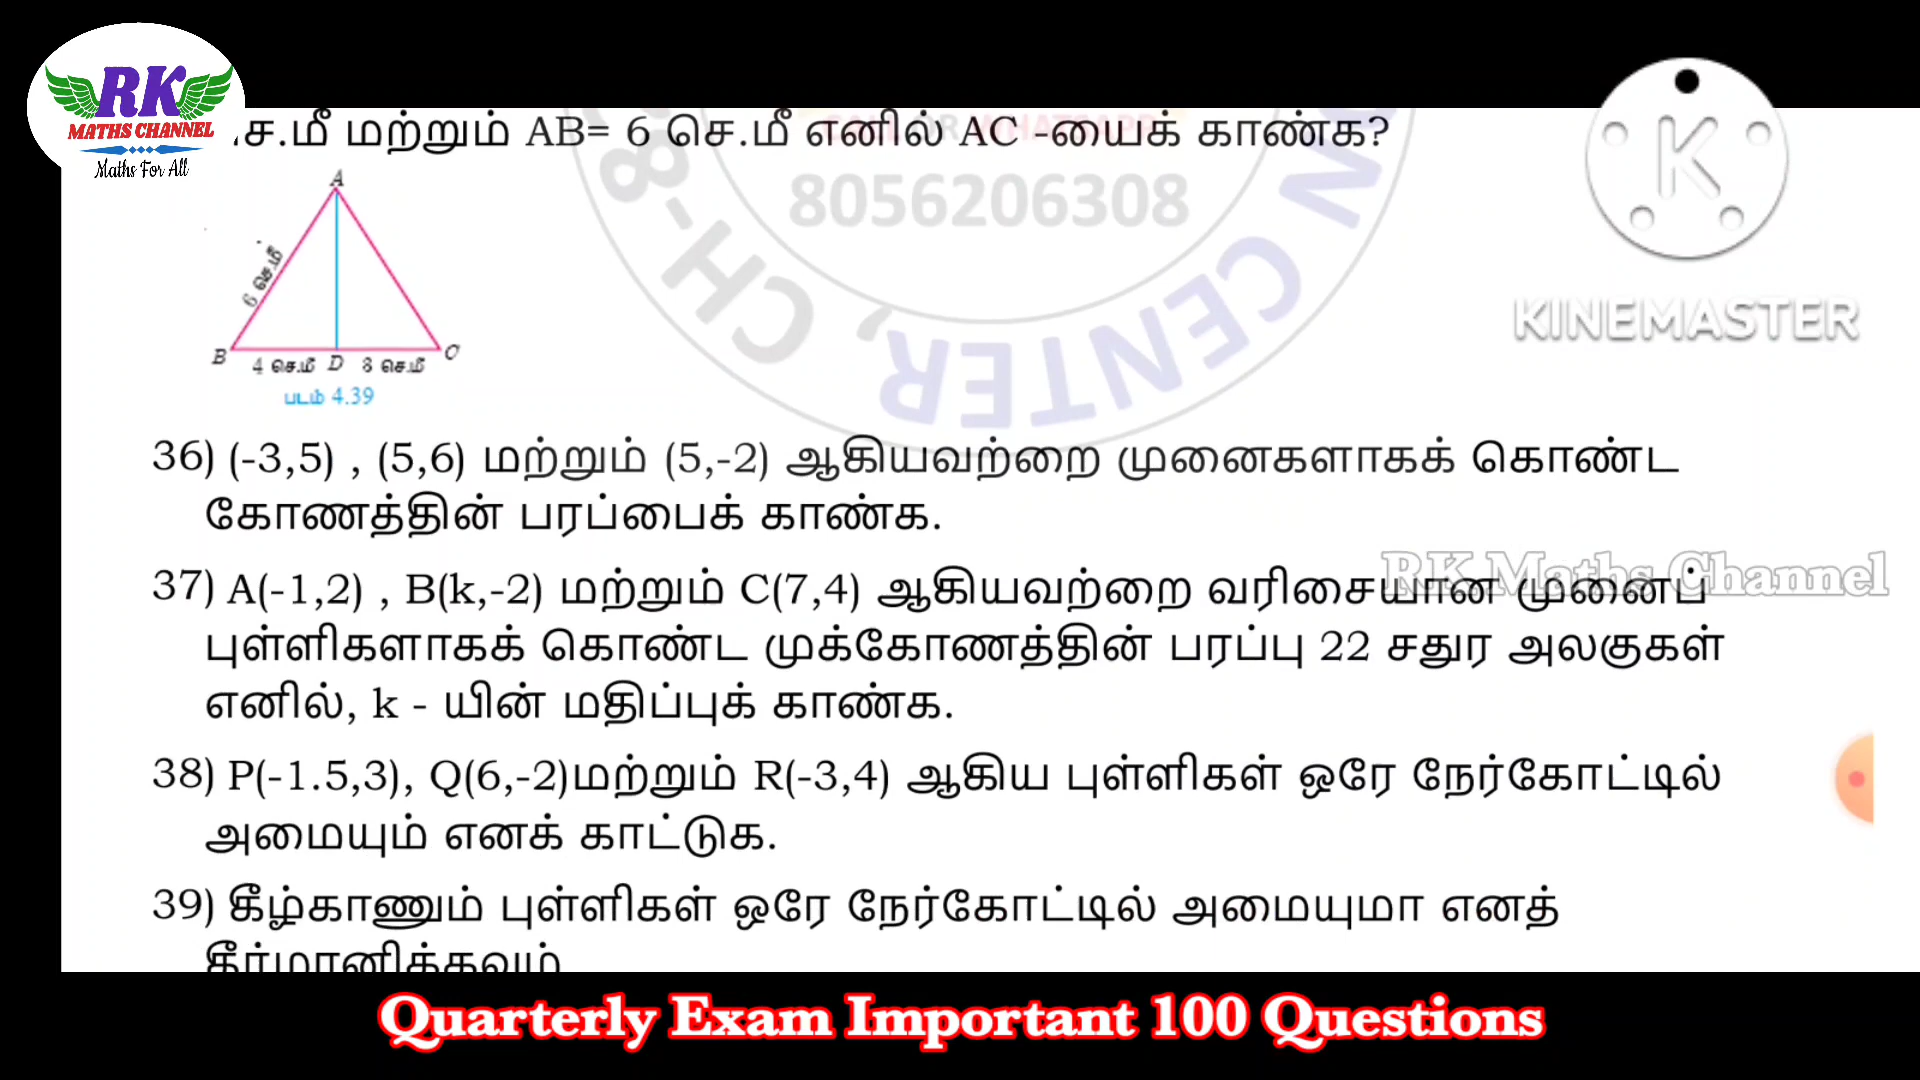 RK
MATHS CHANNEL
Maths For All
செ.மீ மற்றும் AB= 6 செ.மீ எனில் AC -யைக் காண்க?
8056206308
CH-8
N CENTER,
K
KINEMASTER
A
6 செ.மீ
B 4 செ.மீ D 3 செ.மீ C
படம் 4.39
36) (-3,5) , (5,6) மற்றும் (5,-2) ஆகியவற்றை முனைகளாகக் கொண்ட
கோணத்தின் பரப்பைக் காண்க.
RK Maths Channel
37) A(-1,2) , B(k,-2) மற்றும் C(7,4) ஆகியவற்றை வரிசையான முனைப்
புள்ளிகளாகக் கொண்ட முக்கோணத்தின் பரப்பு 22 சதுர அலகுகள்
எனில், k - யின் மதிப்புக் காண்க.
38) P(-1.5,3), Q(6,-2)மற்றும் R(-3,4) ஆகிய புள்ளிகள் ஒரே நேர்கோட்டில்
அமையும் எனக் காட்டுக.
39) கீழ்காணும் புள்ளிகள் ஒரே நேர்கோட்டில் அமையுமா எனத்
தீர்மானிக்கவும்
Quarterly Exam Important 100 Questions